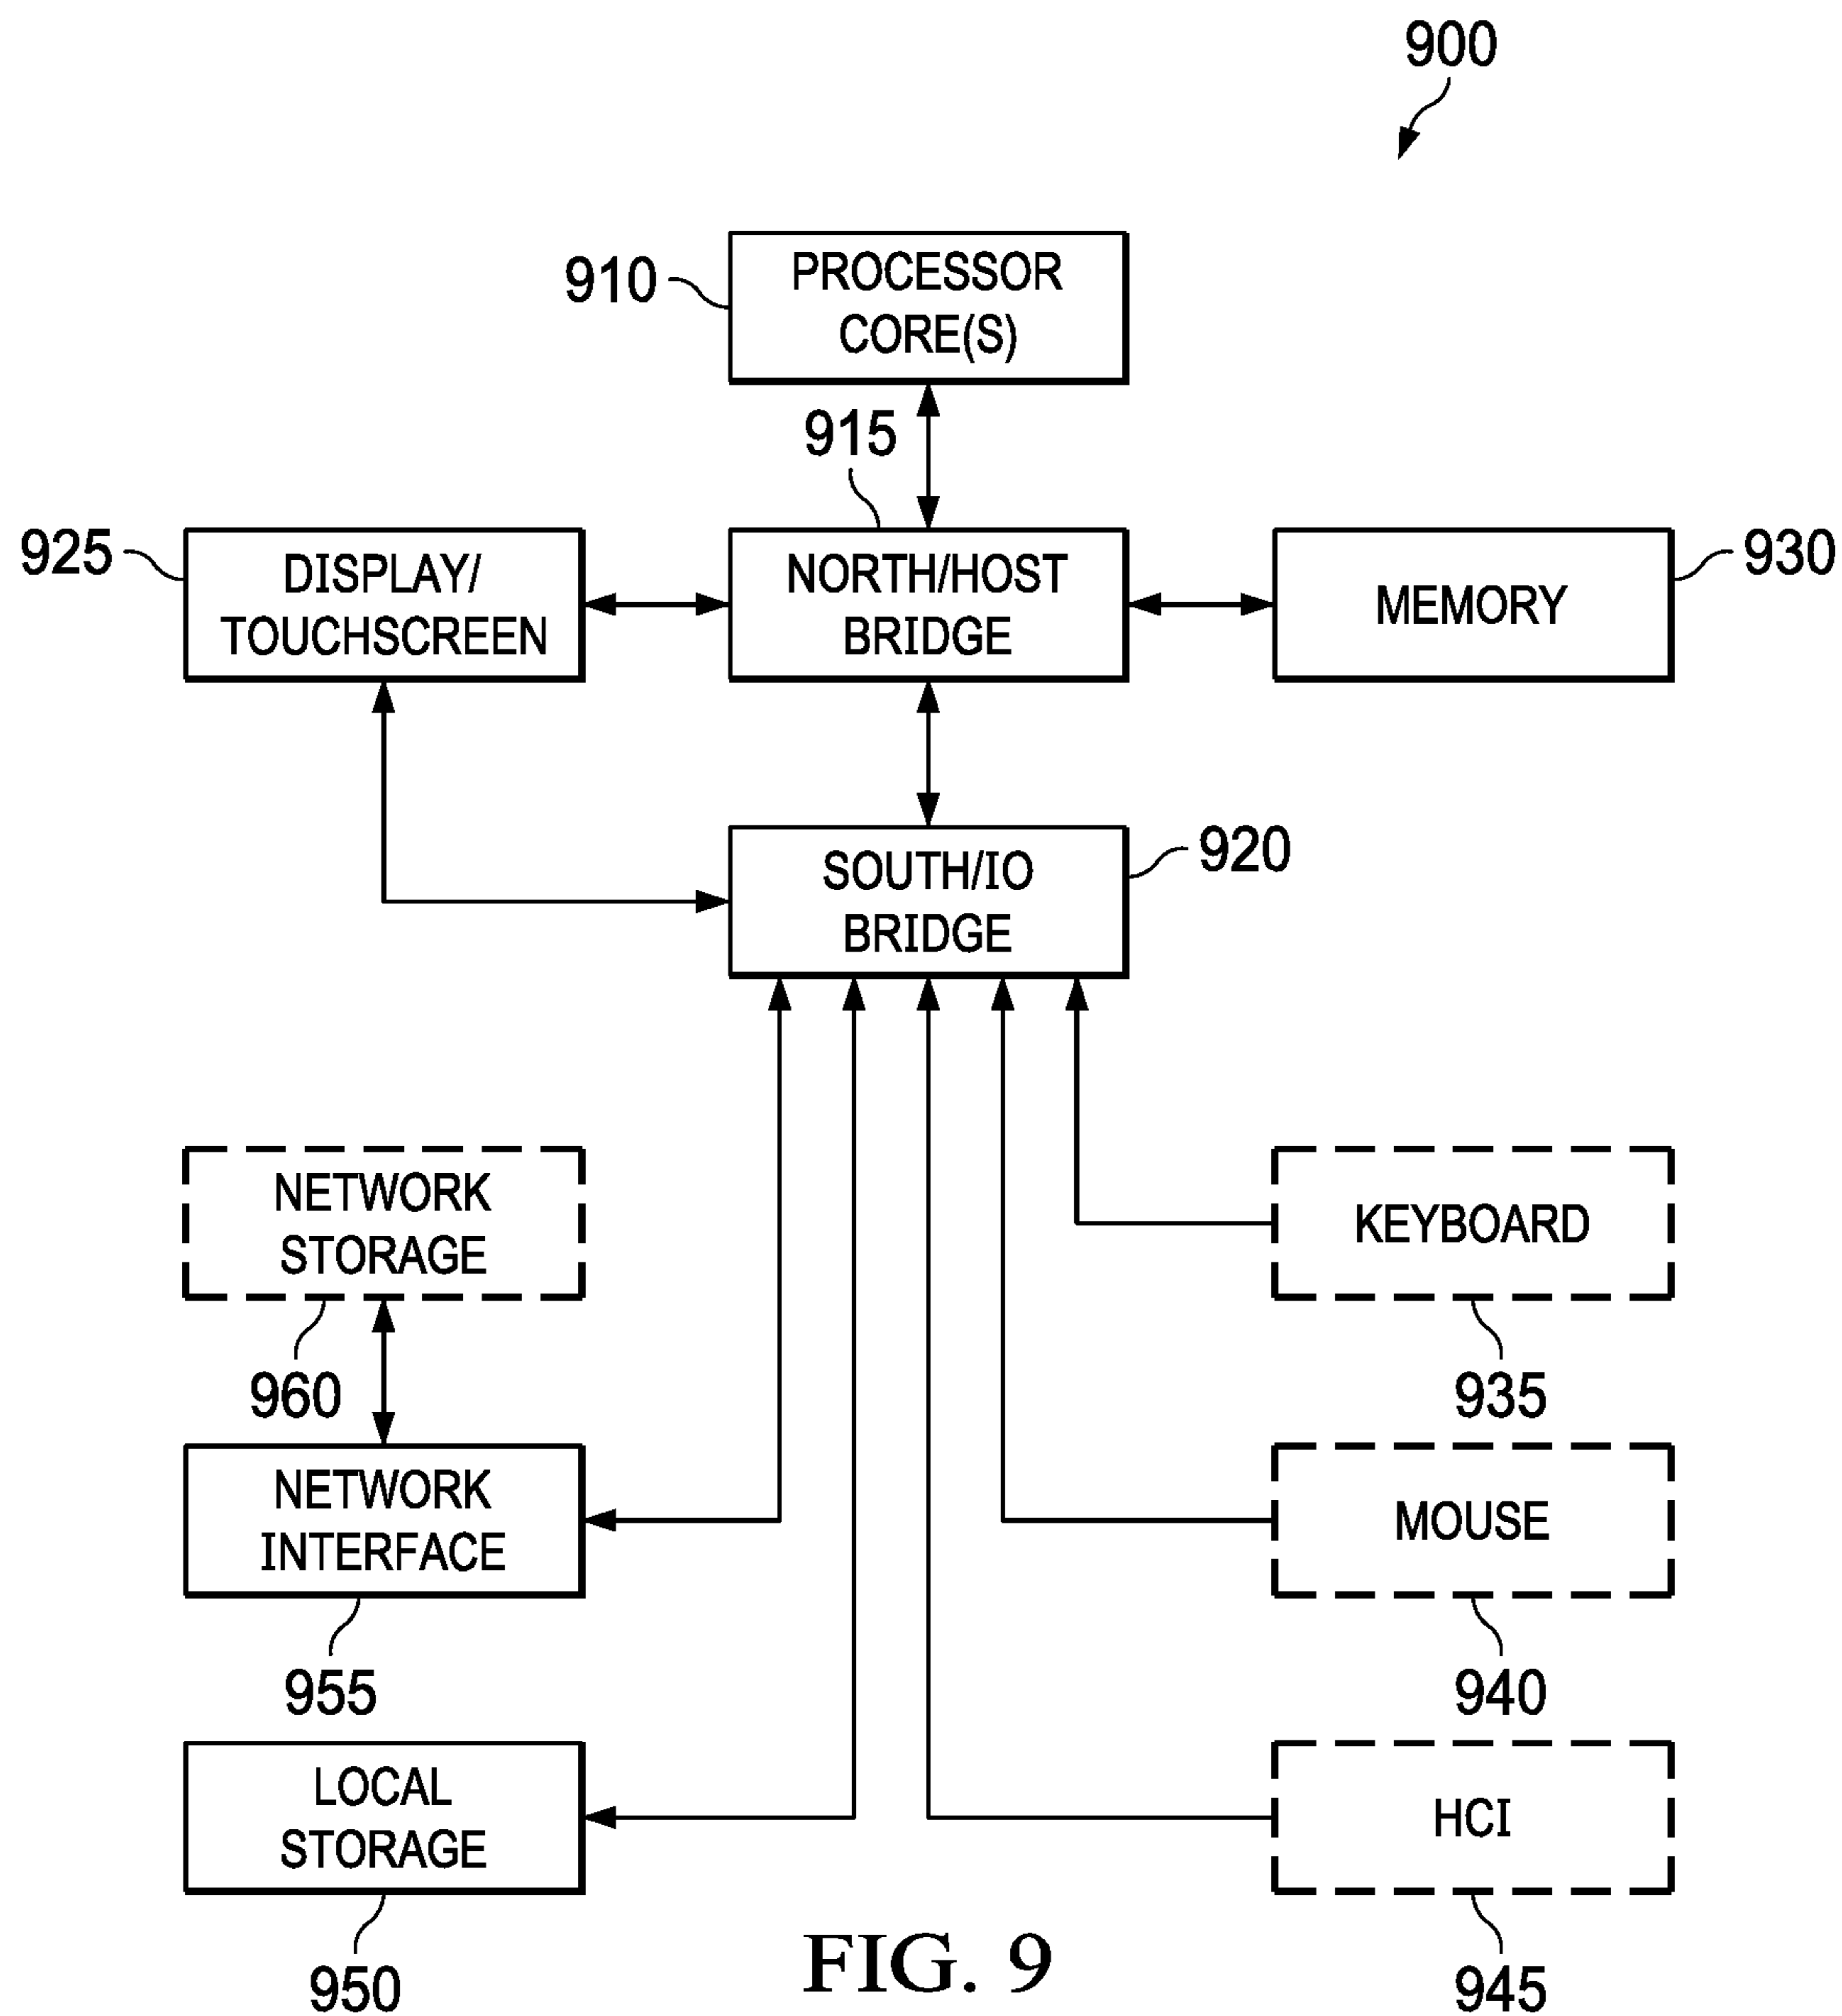 900
910
PROCESSOR
CORE(S)
915
925
DISPLAY/
TOUCHSCREEN
NORTH/HOST
BRIDGE
MEMORY
930
SOUTH/IO
BRIDGE
920
NETWORK
STORAGE
960
KEYBOARD
935
NETWORK
INTERFACE
955
MOUSE
940
LOCAL
STORAGE
950
HCI
945
FIG. 9